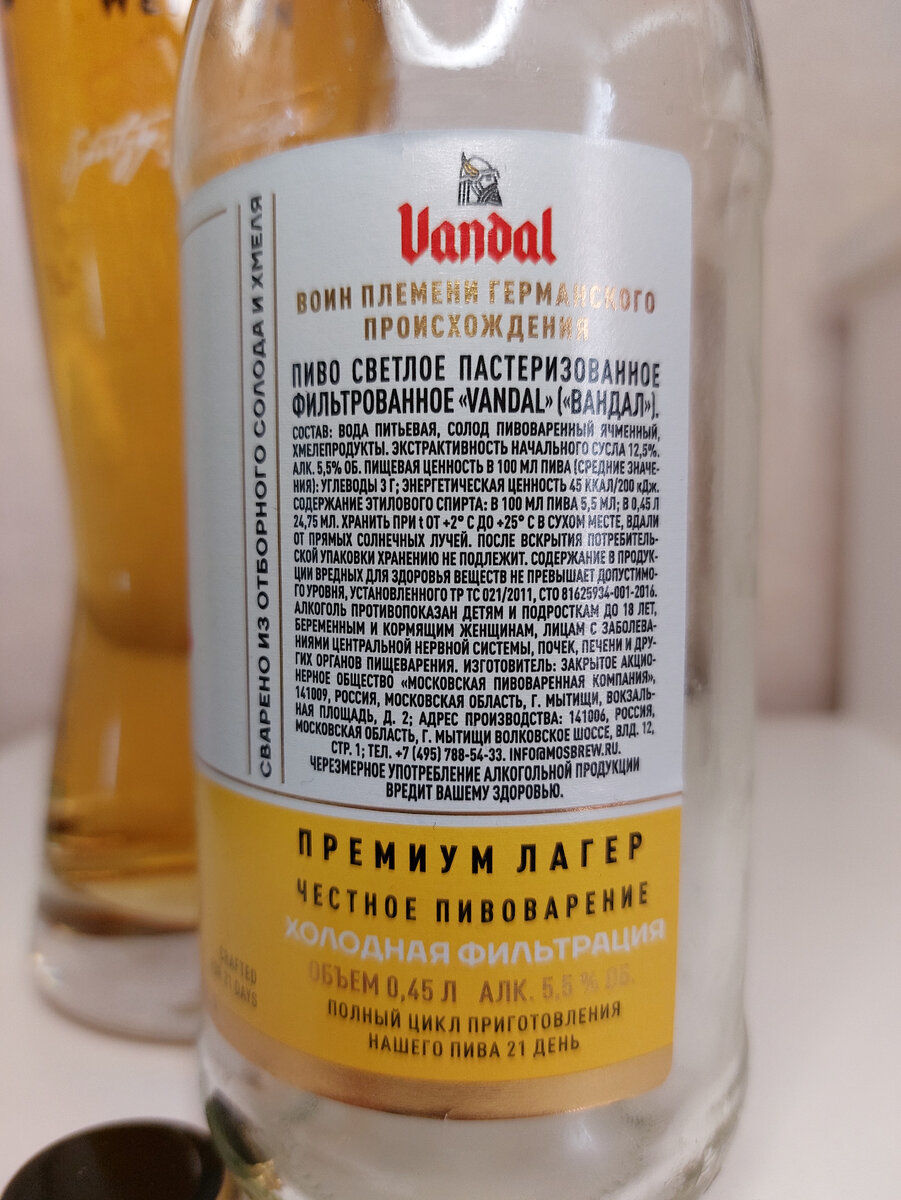 Vandal
ВОИН ПЛЕМЕНИ ГЕРМАНСКОГО
ПРОИСХОЖДЕНИЯ
ПИВО СВЕТЛОЕ ПАСТЕРИЗОВАННОЕ
ФИЛЬТРОВАННОЕ «VANDAL» («ВАНДАЛ»).
СОСТАВ: ВОДА ПИТЬЕВАЯ, СОЛОД ПИВОВАРЕННЫЙ ЯЧМЕННЫЙ,
ХМЕЛЕПРОДУКТЫ. ЭКСТРАКТИВНОСТЬ НАЧАЛЬНОГО СУСЛА 12,5%.
АЛК. 5,5% ОБ. ПИЩЕВАЯ ЦЕННОСТЬ В 100 МЛ ПИВА (СРЕДНИЕ ЗНАЧЕ-
НИЯ): УГЛЕВОДЫ 3 Г; ЭНЕРГЕТИЧЕСКАЯ ЦЕННОСТЬ 45 ККАЛ/200 кДж.
СОДЕРЖАНИЕ ЭТИЛОВОГО СПИРТА: В 100 МЛ ПИВА 5,5 МЛ; В 0,45 Л
24,75 МЛ. ХРАНИТЬ ПРИ t ОТ +2° С ДО +25° С В СУХОМ МЕСТЕ, ВДАЛИ
ОТ ПРЯМЫХ СОЛНЕЧНЫХ ЛУЧЕЙ. ПОСЛЕ ВСКРЫТИЯ ПОТРЕБИТЕЛЬ-
СКОЙ УПАКОВКИ ХРАНЕНИЮ НЕ ПОДЛЕЖИТ. СОДЕРЖАНИЕ В ПРОДУК-
ЦИИ ВРЕДНЫХ ДЛЯ ЗДОРОВЬЯ ВЕЩЕСТВ НЕ ПРЕВЫШАЕТ ДОПУСТИМО-
ГО УРОВНЯ, УСТАНОВЛЕННОГО ТР ТС 021/2011, СТО 81625934-001-2016.
АЛКОГОЛЬ ПРОТИВОПОКАЗАН ДЕТЯМ И ПОДРОСТКАМ ДО 18 ЛЕТ,
БЕРЕМЕННЫМ И КОРМЯЩИМ ЖЕНЩИНАМ, ЛИЦАМ С ЗАБОЛЕВА-
НИЯМИ ЦЕНТРАЛЬНОЙ НЕРВНОЙ СИСТЕМЫ, ПОЧЕК, ПЕЧЕНИ И ДРУ-
ГИХ ОРГАНОВ ПИЩЕВАРЕНИЯ. ИЗГОТОВИТЕЛЬ: ЗАКРЫТОЕ АКЦИО-
НЕРНОЕ ОБЩЕСТВО «МОСКОВСКАЯ ПИВОВАРЕННАЯ КОМПАНИЯ»,
141009, РОССИЯ, МОСКОВСКАЯ ОБЛАСТЬ, Г. МЫТИЩИ, ВОКЗАЛЬ-
НАЯ ПЛОЩАДЬ, Д. 2; АДРЕС ПРОИЗВОДСТВА: 141006, РОССИЯ,
МОСКОВСКАЯ ОБЛАСТЬ, Г. МЫТИЩИ ВОЛКОВСКОЕ ШОССЕ, ВЛД. 12,
СТР. 1; ТЕЛ. +7 (495) 788-54-33. INFO@MOSBREW.RU.
ЧЕРЕЗМЕРНОЕ УПОТРЕБЛЕНИЕ АЛКОГОЛЬНОЙ ПРОДУКЦИИ
ВРЕДИТ ВАШЕМУ ЗДОРОВЬЮ.
СВАРЕНО ИЗ ОТБОРНОГО СОЛОДА И ХМЕЛЯ
ПРЕМИУМ ЛАГЕР
ЧЕСТНОЕ ПИВОВАРЕНИЕ
ХОЛОДНАЯ ФИЛЬТРАЦИЯ
ОБЪЕМ 0,45 Л АЛК. 5,5 % ОБ.
ПОЛНЫЙ ЦИКЛ ПРИГОТОВЛЕНИЯ
НАШЕГО ПИВА 21 ДЕНЬ
CRAFTED
FOR 21 DAYS